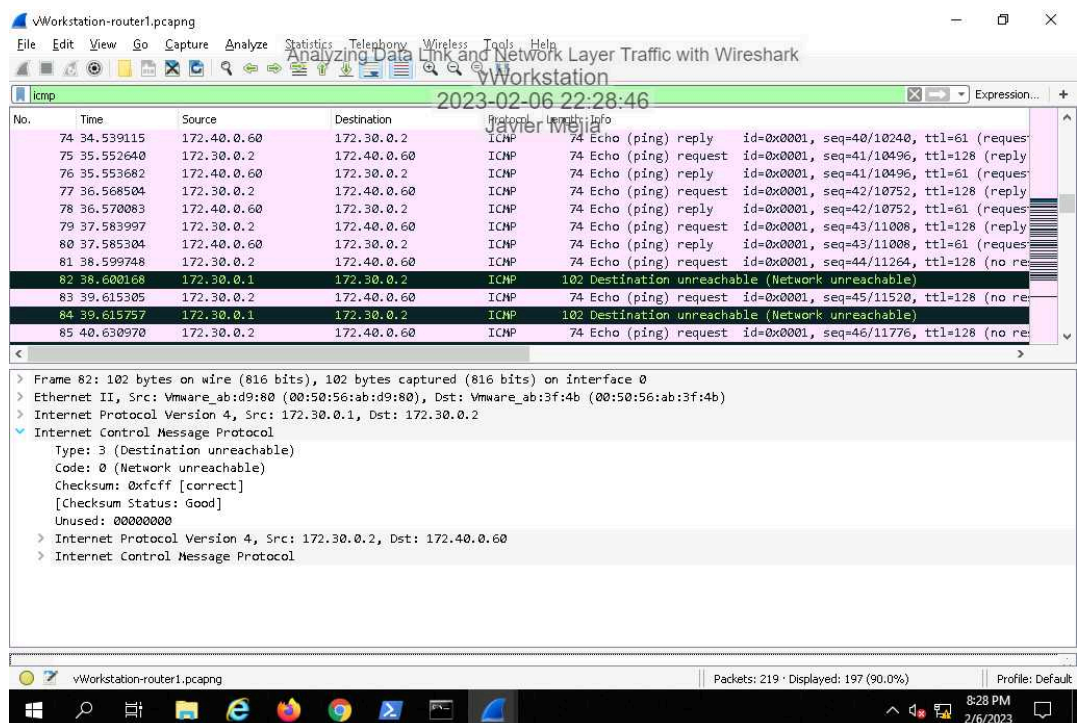 vWorkstation-router1.pcapng
File Edit View Go Capture Analyze Statistics Telephony Wireless Tools Help
Analyzing Data Link and Network Layer Traffic with Wireshark
vWorkstation
2023-02-06 22:28:46
Javier Mejia
icmp Expression... +
No. Time Source Destination Protocol Length Info
74 34.539115 172.40.0.60 172.30.0.2 ICMP 74 Echo (ping) reply id=0x0001, seq=40/10240, ttl=61 (reques
75 35.552640 172.30.0.2 172.40.0.60 ICMP 74 Echo (ping) request id=0x0001, seq=41/10496, ttl=128 (reply
76 35.553682 172.40.0.60 172.30.0.2 ICMP 74 Echo (ping) reply id=0x0001, seq=41/10496, ttl=61 (reques
77 36.568504 172.30.0.2 172.40.0.60 ICMP 74 Echo (ping) request id=0x0001, seq=42/10752, ttl=128 (reply
78 36.570083 172.40.0.60 172.30.0.2 ICMP 74 Echo (ping) reply id=0x0001, seq=42/10752, ttl=61 (reques
79 37.583997 172.30.0.2 172.40.0.60 ICMP 74 Echo (ping) request id=0x0001, seq=43/11008, ttl=128 (reply
80 37.585304 172.40.0.60 172.30.0.2 ICMP 74 Echo (ping) reply id=0x0001, seq=43/11008, ttl=61 (reques
81 38.599748 172.30.0.2 172.40.0.60 ICMP 74 Echo (ping) request id=0x0001, seq=44/11264, ttl=128 (no re
82 38.600168 172.30.0.1 172.30.0.2 ICMP 102 Destination unreachable (Network unreachable)
83 39.615305 172.30.0.2 172.40.0.60 ICMP 74 Echo (ping) request id=0x0001, seq=45/11520, ttl=128 (no re
84 39.615757 172.30.0.1 172.30.0.2 ICMP 102 Destination unreachable (Network unreachable)
85 40.630970 172.30.0.2 172.40.0.60 ICMP 74 Echo (ping) request id=0x0001, seq=46/11776, ttl=128 (no re
Frame 82: 102 bytes on wire (816 bits), 102 bytes captured (816 bits) on interface 0
Ethernet II, Src: Vmware_ab:d9:80 (00:50:56:ab:d9:80), Dst: Vmware_ab:3f:4b (00:50:56:ab:3f:4b)
Internet Protocol Version 4, Src: 172.30.0.1, Dst: 172.30.0.2
Internet Control Message Protocol
Type: 3 (Destination unreachable)
Code: 0 (Network unreachable)
Checksum: 0xfcff [correct]
[Checksum Status: Good]
Unused: 00000000
Internet Protocol Version 4, Src: 172.30.0.2, Dst: 172.40.0.60
Internet Control Message Protocol
vWorkstation-router1.pcapng Packets: 219 · Displayed: 197 (90.0%) Profile: Default
8:28 PM
2/6/2023